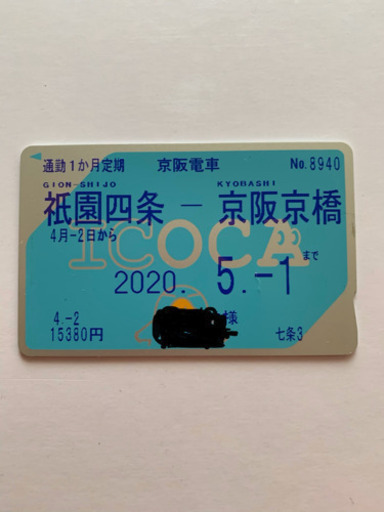 通勤1か月定期 京阪電車 No.8940
GION-SHIJO KYOBASHI
祇園四条 － 京阪京橋
4月-2日から
ICOCA
2020. 5.-1まで
4.-2 様
15380円 七条3